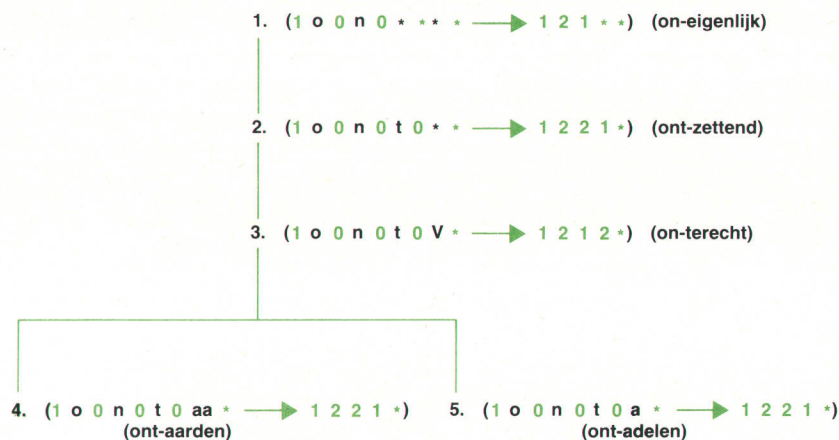 1. (1 o 0 n 0 * * * * → 1 2 1 * *) (on-eigenlijk)
2. (1 o 0 n 0 t 0 * * → 1 2 2 1 *) (ont-zettend)
3. (1 o 0 n 0 t 0 V * → 1 2 1 2 *) (on-terecht)
4. (1 o 0 n 0 t 0 aa * → 1 2 2 1 *) 5. (1 o 0 n 0 t 0 a * → 1 2 2 1 *)
(ont-aarden) (ont-adelen)